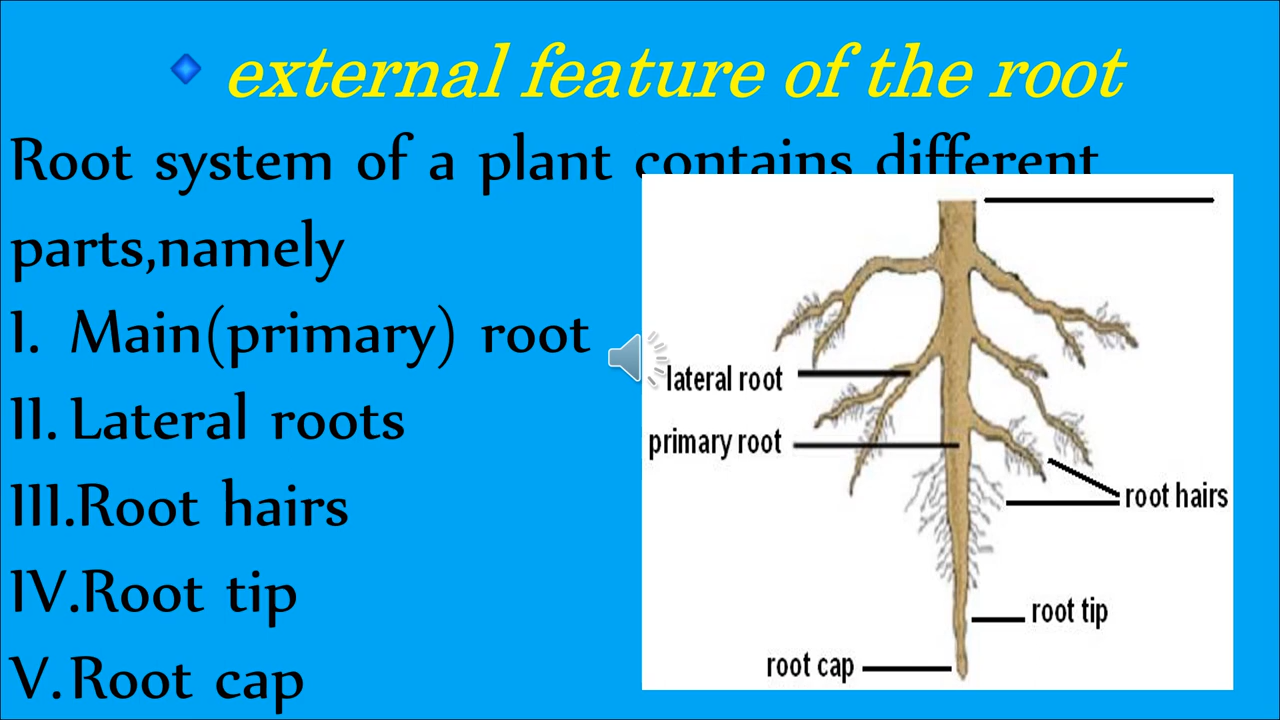 external feature of the root
Root system of a plant contains different
parts,namely
I. Main(primary) root
II. Lateral roots
III.Root hairs
IV.Root tip
V.Root cap
lateral root
primary root
root hairs
root tip
root cap